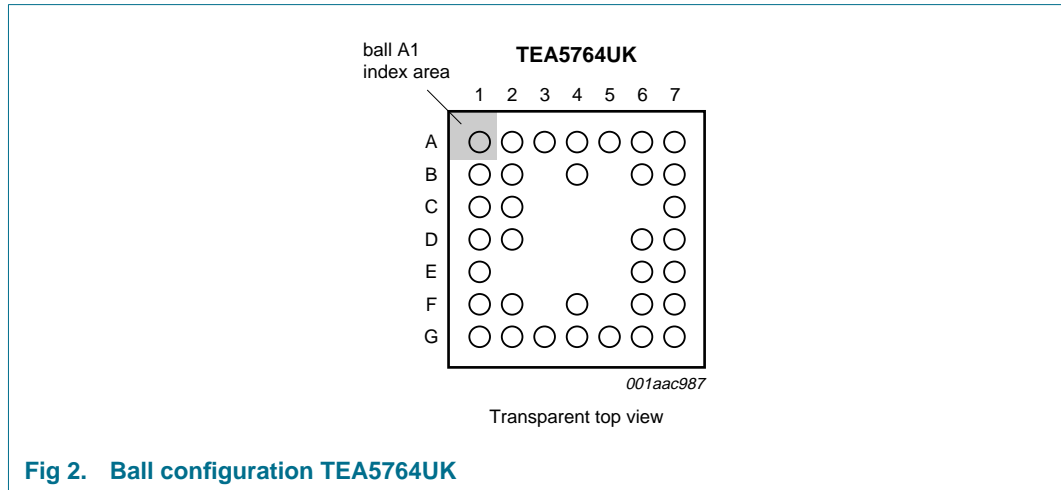 ball A1
index area
TEA5764UK
1 2 3 4 5 6 7
A
B
C
D
E
F
G
001aac987
Transparent top view
Fig 2. Ball configuration TEA5764UK